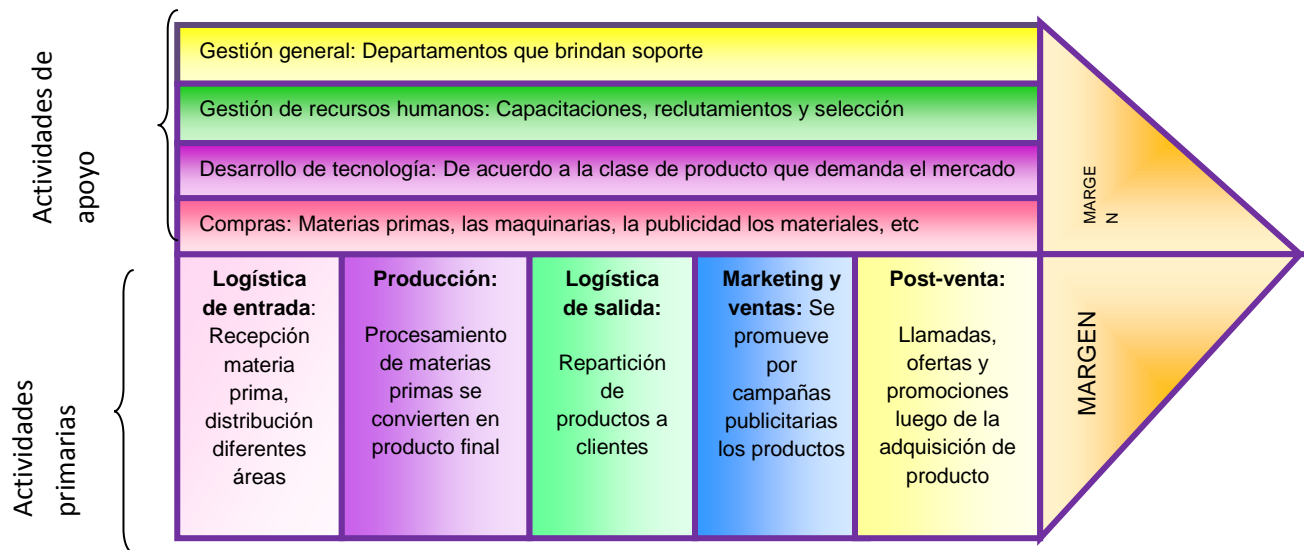 Actividades de
apoyo
Gestión general: Departamentos que brindan soporte
Gestión de recursos humanos: Capacitaciones, reclutamientos y selección
Desarrollo de tecnología: De acuerdo a la clase de producto que demanda el mercado
Compras: Materias primas, las maquinarias, la publicidad los materiales, etc
MARGE
N
Actividades
primarias
Logística
de entrada:
Recepción
materia
prima,
distribución
diferentes
áreas
Producción:
Procesamiento
de materias
primas se
convierten en
producto final
Logística
de salida:
Repartición
de
productos a
clientes
Marketing y
ventas: Se
promueve
por
campañas
publicitarias
los productos
Post-venta:
Llamadas,
ofertas y
promociones
luego de la
adquisición de
producto
MARGEN